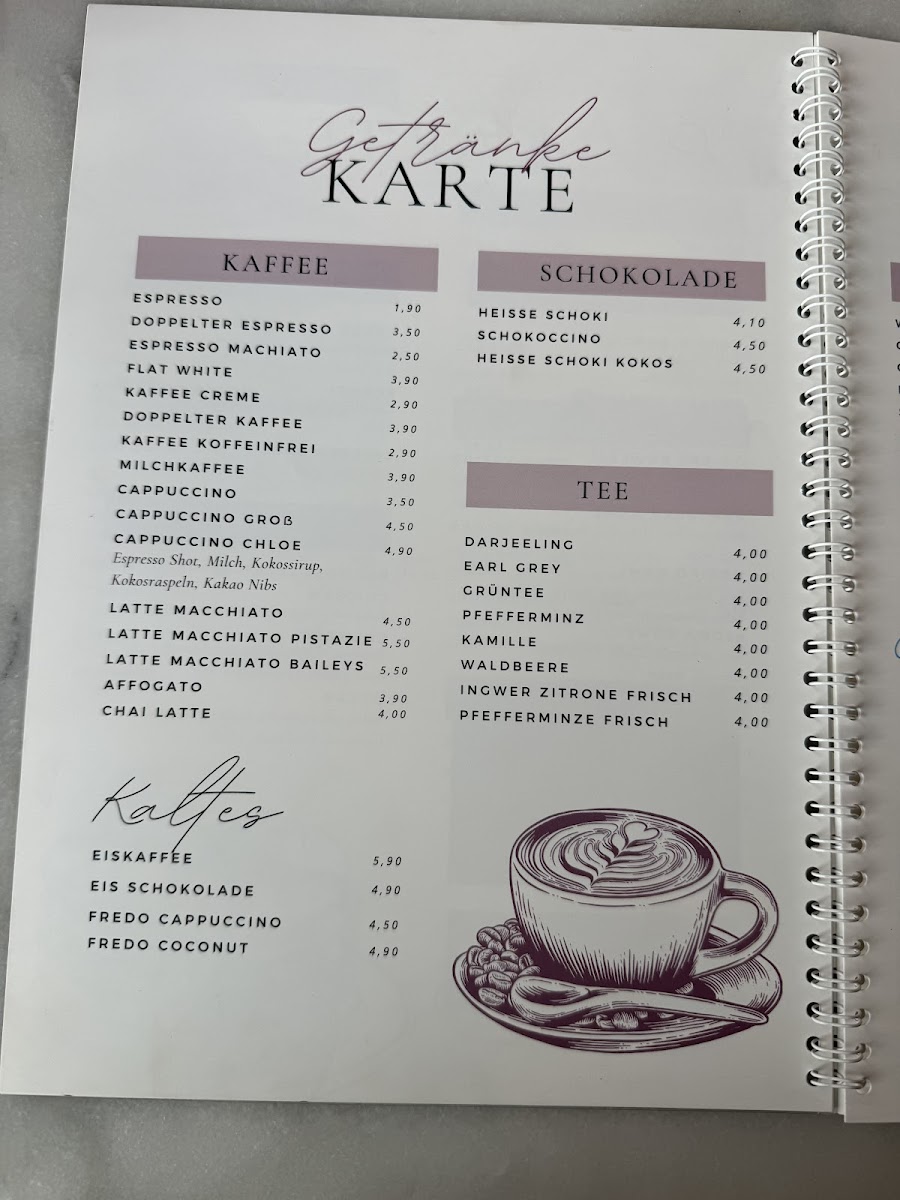 Getränke
KARTE
KAFFEE
ESPRESSO 1,90
DOPPELTER ESPRESSO 3,50
ESPRESSO MACHIATO 2,50
FLAT WHITE 3,90
KAFFEE CREME 2,90
DOPPELTER KAFFEE 3,90
KAFFEE KOFFEINFREI 2,90
MILCHKAFFEE 3,90
CAPPUCCINO 3,50
CAPPUCCINO GROß 4,50
CAPPUCCINO CHLOE 4,90
Espresso Shot, Milch, Kokossirup,
Kokosraspeln, Kakao Nibs
LATTE MACCHIATO 4,50
LATTE MACCHIATO PISTAZIE 5,50
LATTE MACCHIATO BAILEYS 5,50
AFFOGATO 3,90
CHAI LATTE 4,00
Kaltes
EISKAFFEE 5,90
EIS SCHOKOLADE 4,90
FREDO CAPPUCCINO 4,50
FREDO COCONUT 4,90
SCHOKOLADE
HEISSE SCHOKI 4,10
SCHOKOCCINO 4,50
HEISSE SCHOKI KOKOS 4,50
TEE
DARJEELING 4,00
EARL GREY 4,00
GRÜNTEE 4,00
PFEFFERMINZ 4,00
KAMILLE 4,00
WALDBEERE 4,00
INGWER ZITRONE FRISCH 4,00
PFEFFERMINZE FRISCH 4,00